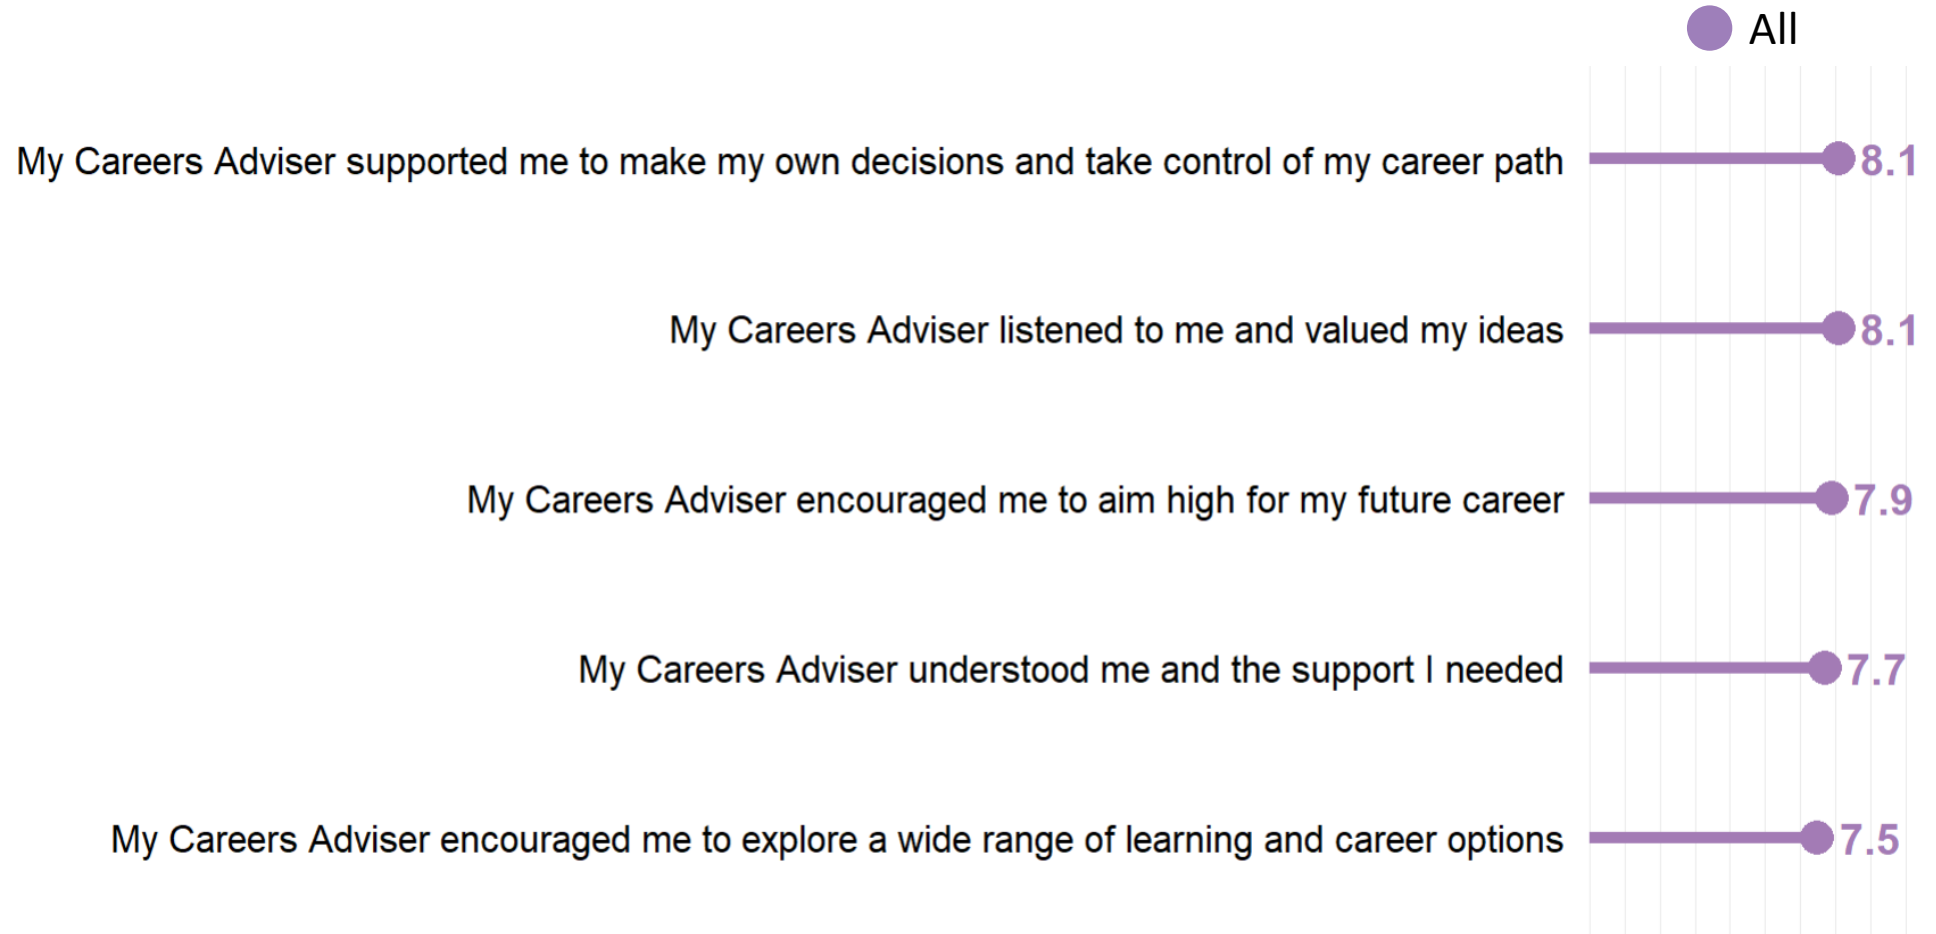 All
My Careers Adviser supported me to make my own decisions and take control of my career path 8.1
My Careers Adviser listened to me and valued my ideas 8.1
My Careers Adviser encouraged me to aim high for my future career 7.9
My Careers Adviser understood me and the support I needed 7.7
My Careers Adviser encouraged me to explore a wide range of learning and career options 7.5